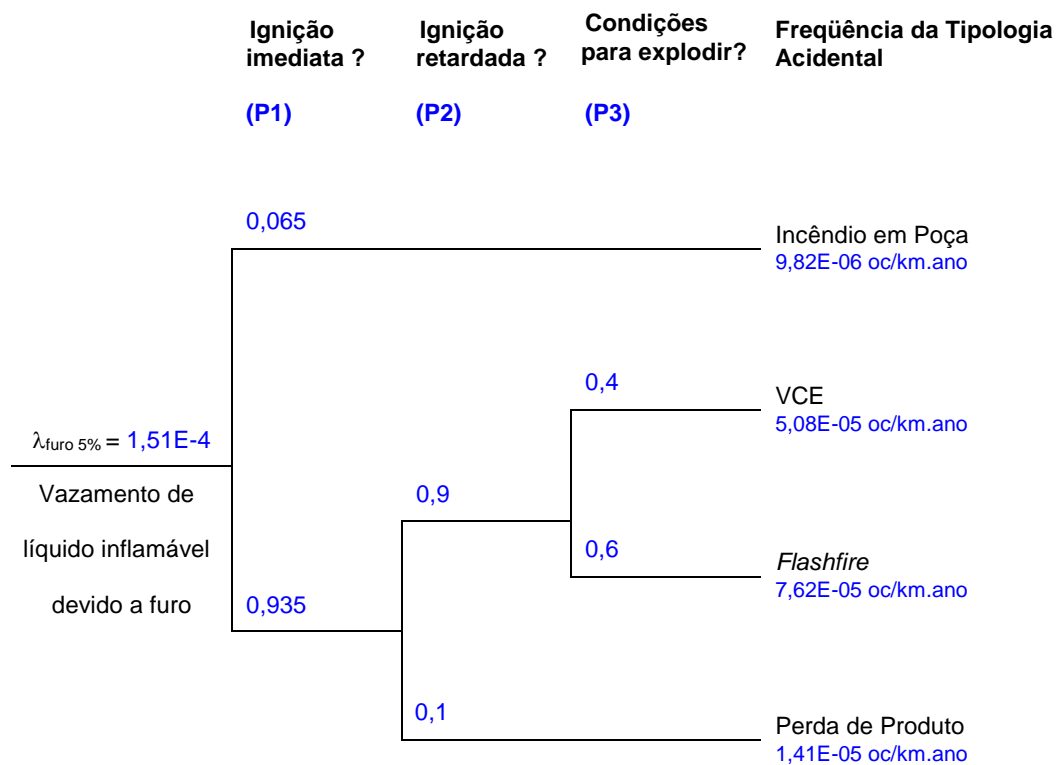 Ignição
imediata ?
(P1)
Ignição
retardada ?
(P2)
Condições
para explodir?
(P3)
Freqüência da Tipologia
Acidental
0,065
Incêndio em Poça
9,82E-06 oc/km.ano
0,4
VCE
5,08E-05 oc/km.ano
λfuro 5% = 1,51E-4
Vazamento de
líquido inflamável
devido a furo
0,9
0,6
Flashfire
7,62E-05 oc/km.ano
0,935
0,1
Perda de Produto
1,41E-05 oc/km.ano